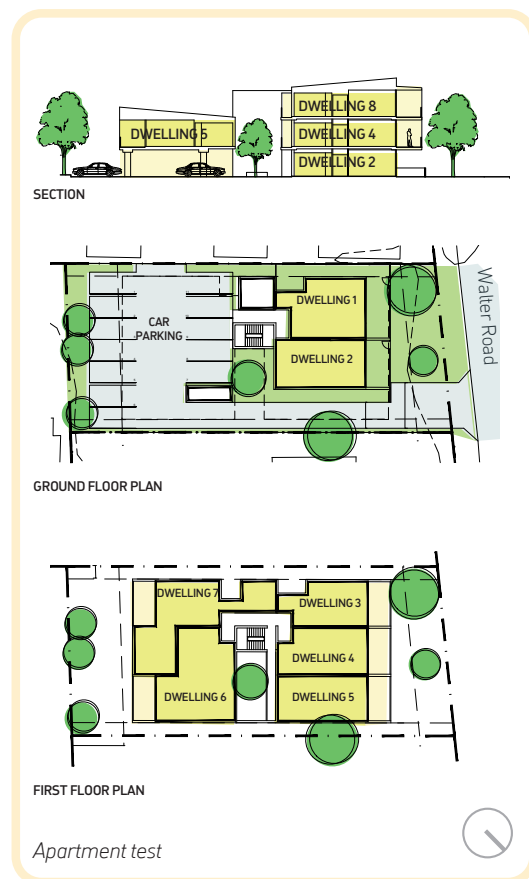 DWELLING 8
DWELLING 5
DWELLING 4
DWELLING 2
SECTION
Walter Road
DWELLING 1
CAR
PARKING
DWELLING 2
GROUND FLOOR PLAN
DWELLING 7
DWELLING 3
DWELLING 4
DWELLING 6
DWELLING 5
FIRST FLOOR PLAN
Apartment test